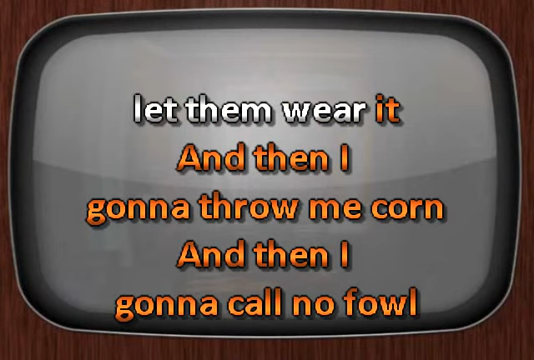 let them wear it
And then I
gonna throw me corn
And then I
gonna call no fowl